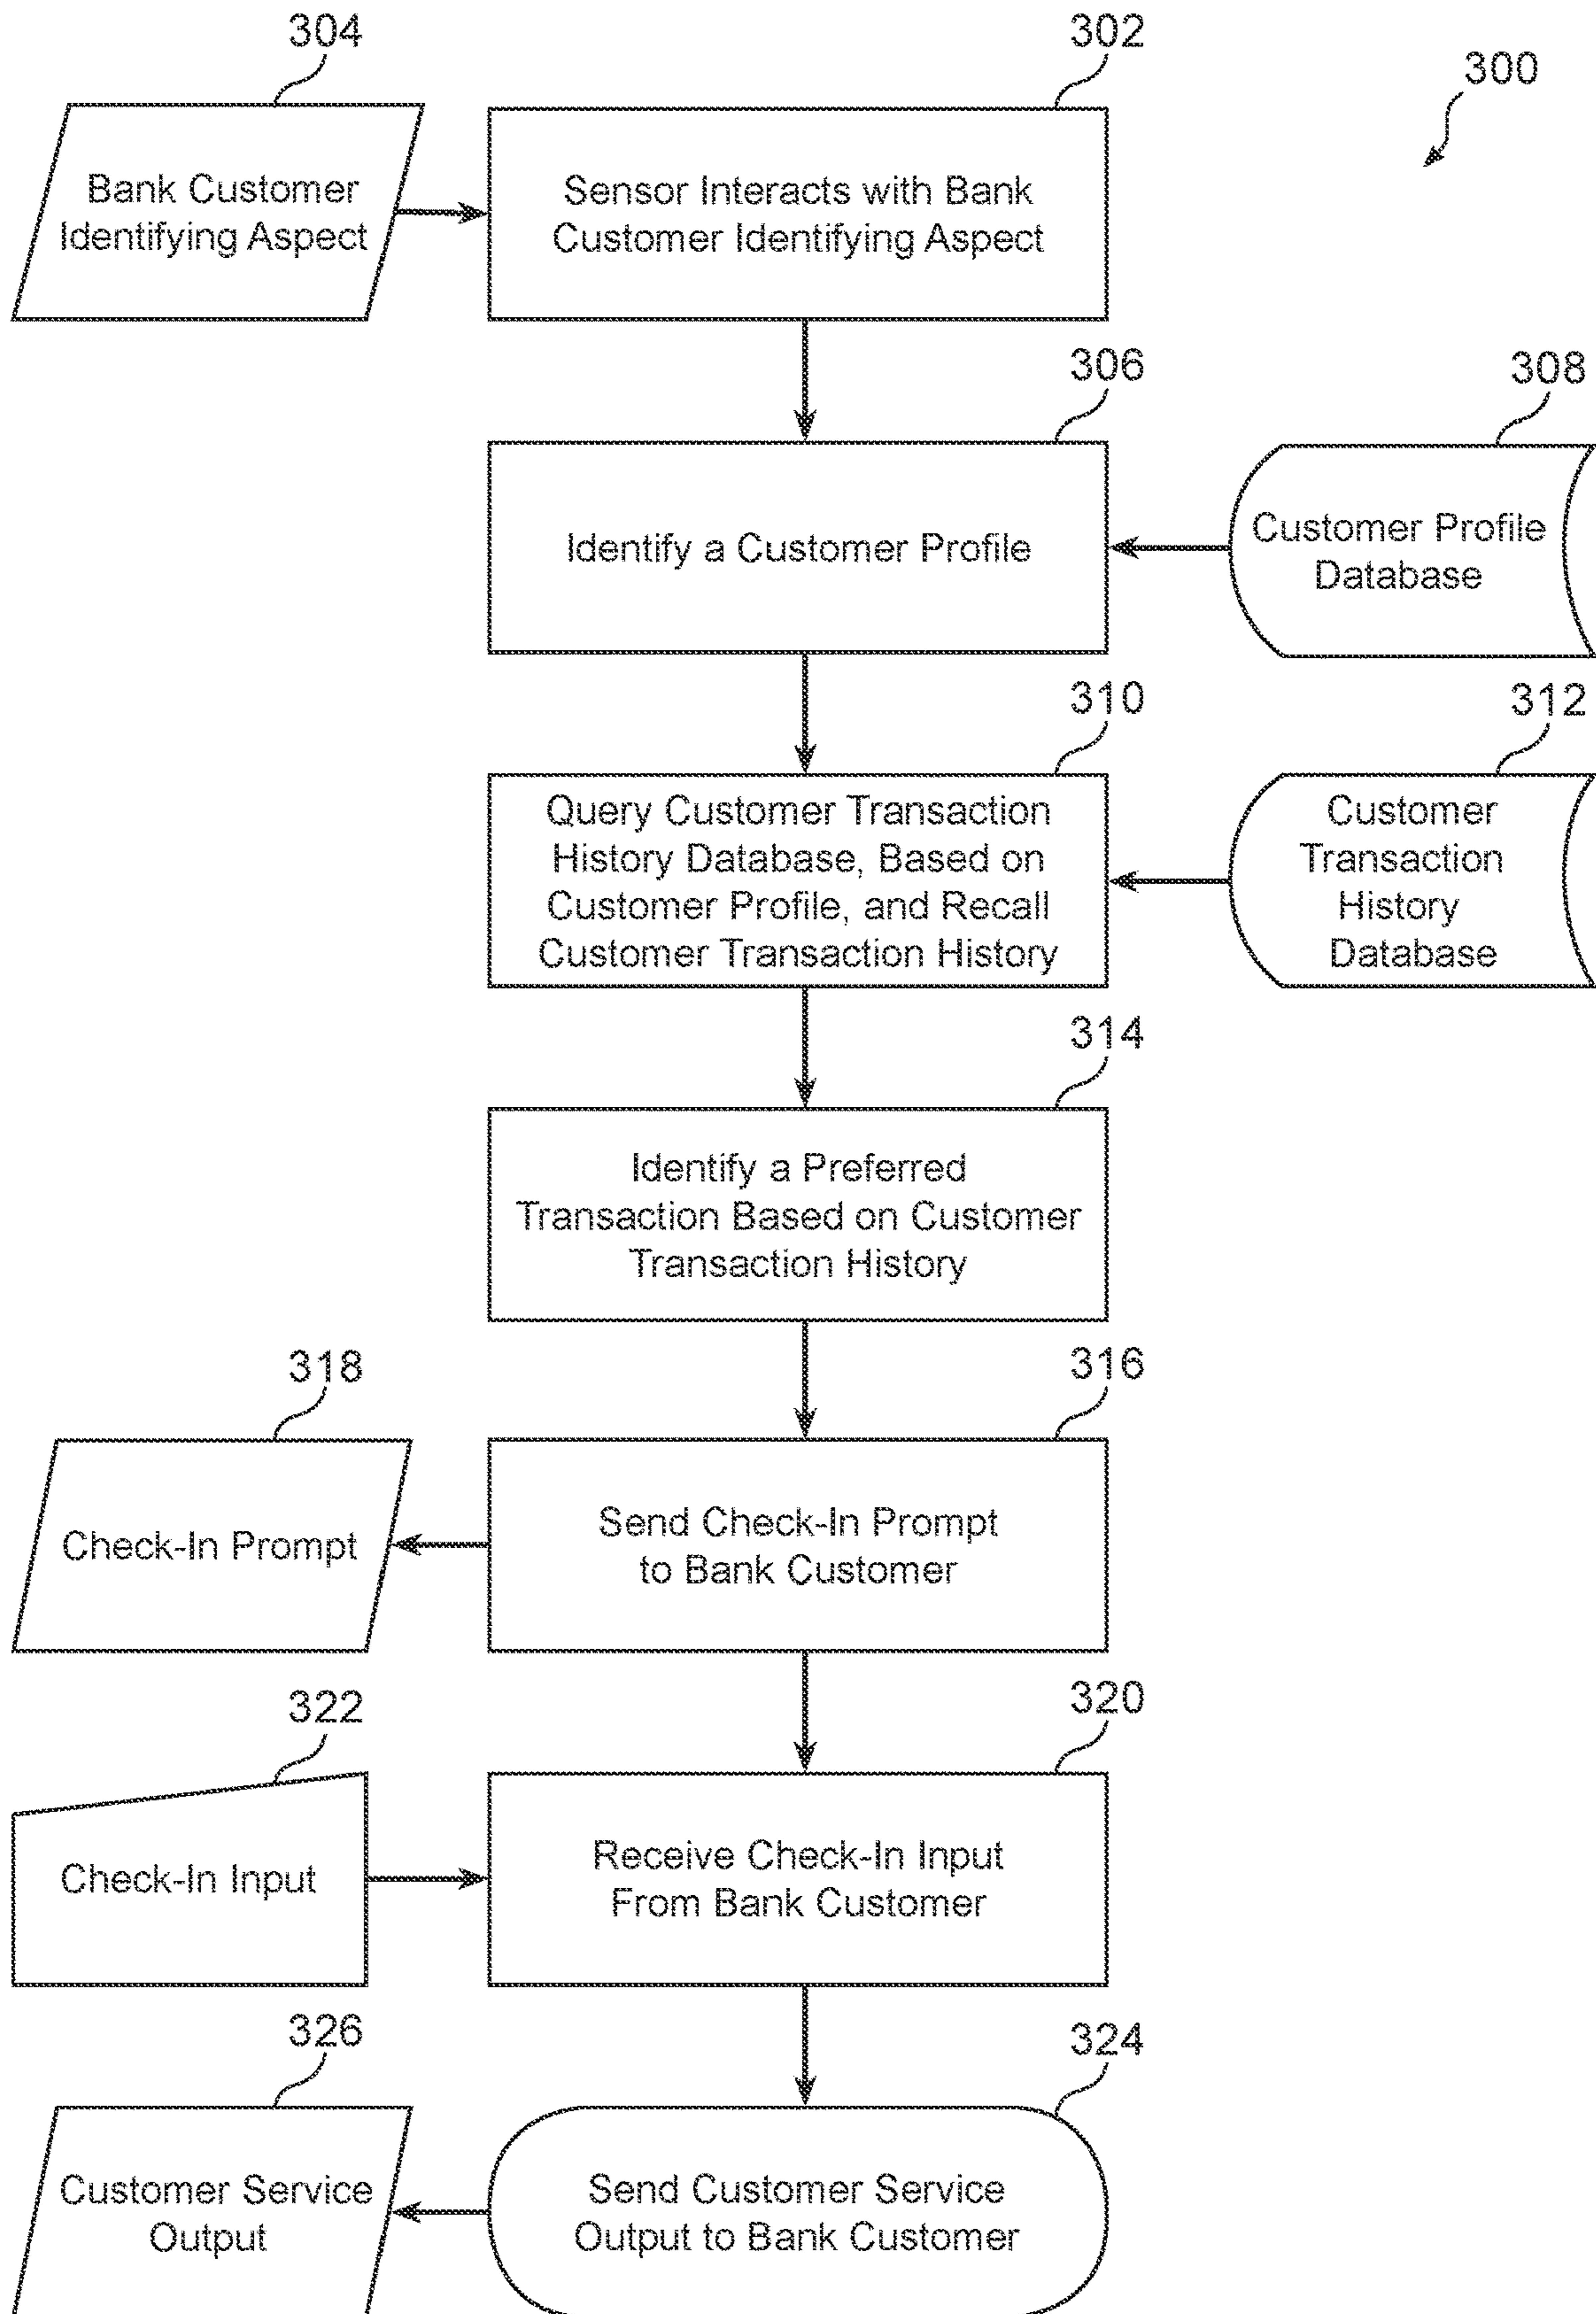 304
302
300
Bank Customer
Identifying Aspect
Sensor Interacts with Bank
Customer Identifying Aspect
306
308
Identify a Customer Profile
Customer Profile
Database
310
312
Query Customer Transaction
History Database, Based on
Customer Profile, and Recall
Customer Transaction History
Customer
Transaction
History
Database
314
Identify a Preferred
Transaction Based on Customer
Transaction History
318
316
Check-In Prompt
Send Check-In Prompt
to Bank Customer
322
320
Check-In Input
Receive Check-In Input
From Bank Customer
326
324
Customer Service
Output
Send Customer Service
Output to Bank Customer